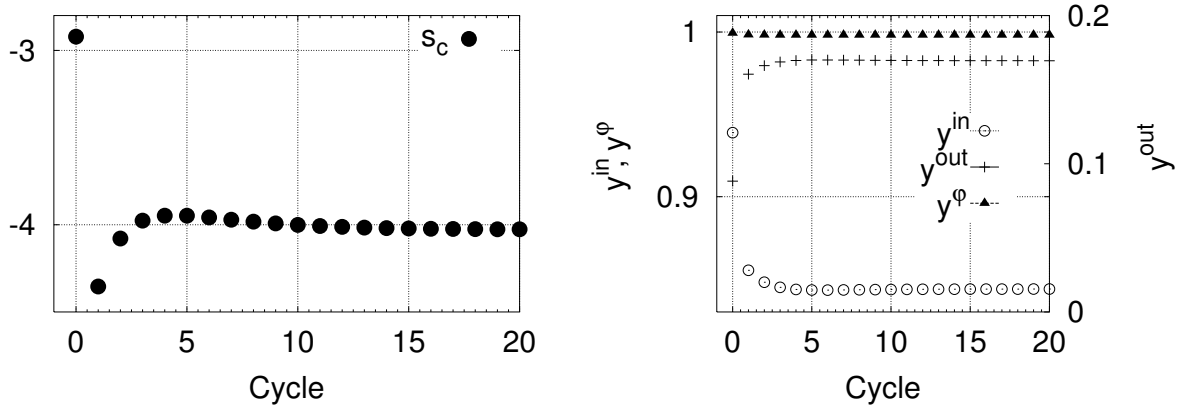 -3
-4
s_c
0 5 10 15 20
Cycle
1
0.9
y^in, y^φ
y^in
y^out
y^φ
0.2
0.1
0
y^out
0 5 10 15 20
Cycle